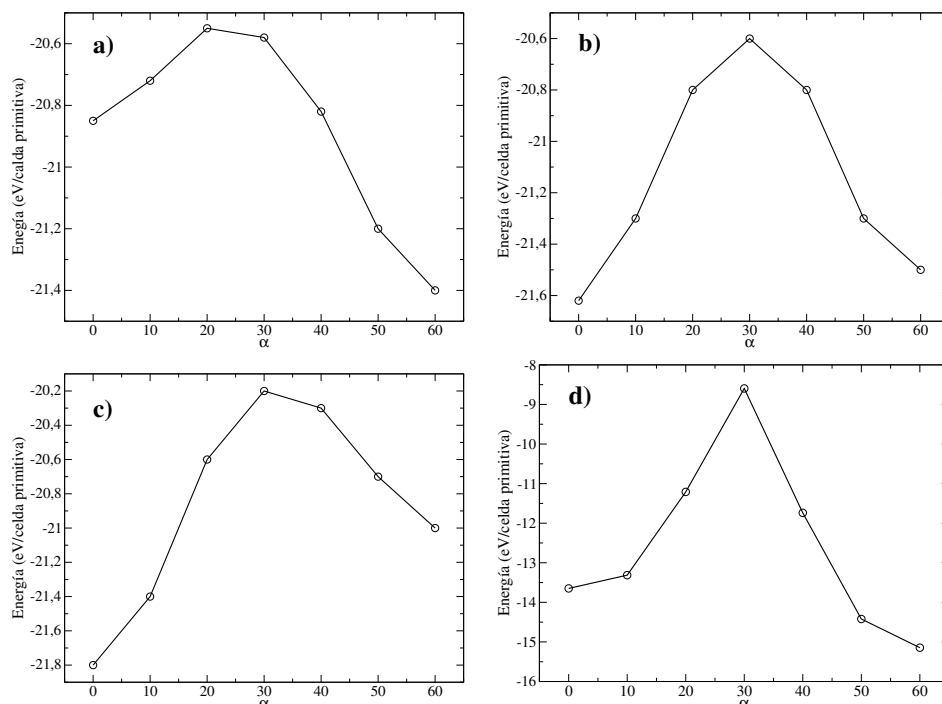 a)
-20,6
-20,8
-21
-21,2
-21,4
0 10 20 30 40 50 60
α
Enegía (eV/calda primitiva)
b)
-20,6
-20,8
-21
-21,2
-21,4
-21,6
0 10 20 30 40 50 60
α
Energía (eV/celda primitiva)
c)
-20,2
-20,4
-20,6
-20,8
-21
-21,2
-21,4
-21,6
-21,8
0 10 20 30 40 50 60
α
Energía (eV/celda primitiva)
d)
-8
-9
-10
-11
-12
-13
-14
-15
-16
0 10 20 30 40 50 60
α
Energía (eV/celda primitiva)